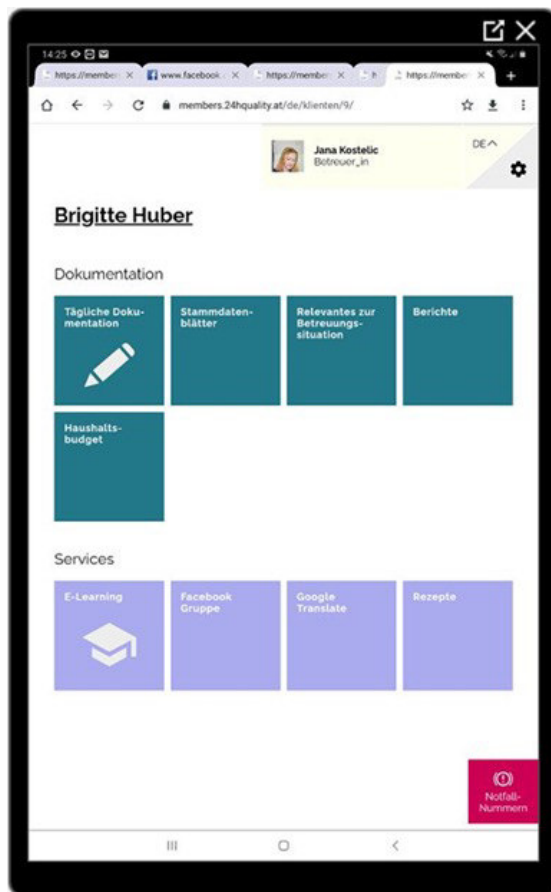 14:25
https://member
www.facebook.
https://member
h
https://member
members.24hquality.at/de/klienten/9/
Jana Kostelic
Betreuer_in
DE
Brigitte Huber
Dokumentation
Tägliche Doku-
mentation
Stammdaten-
blätter
Relevantes zur
Betreuungs-
situation
Berichte
Haushalts-
budget
Services
E-Learning
Facebook
Gruppe
Google
Translate
Rezepte
Notfall-
Nummern